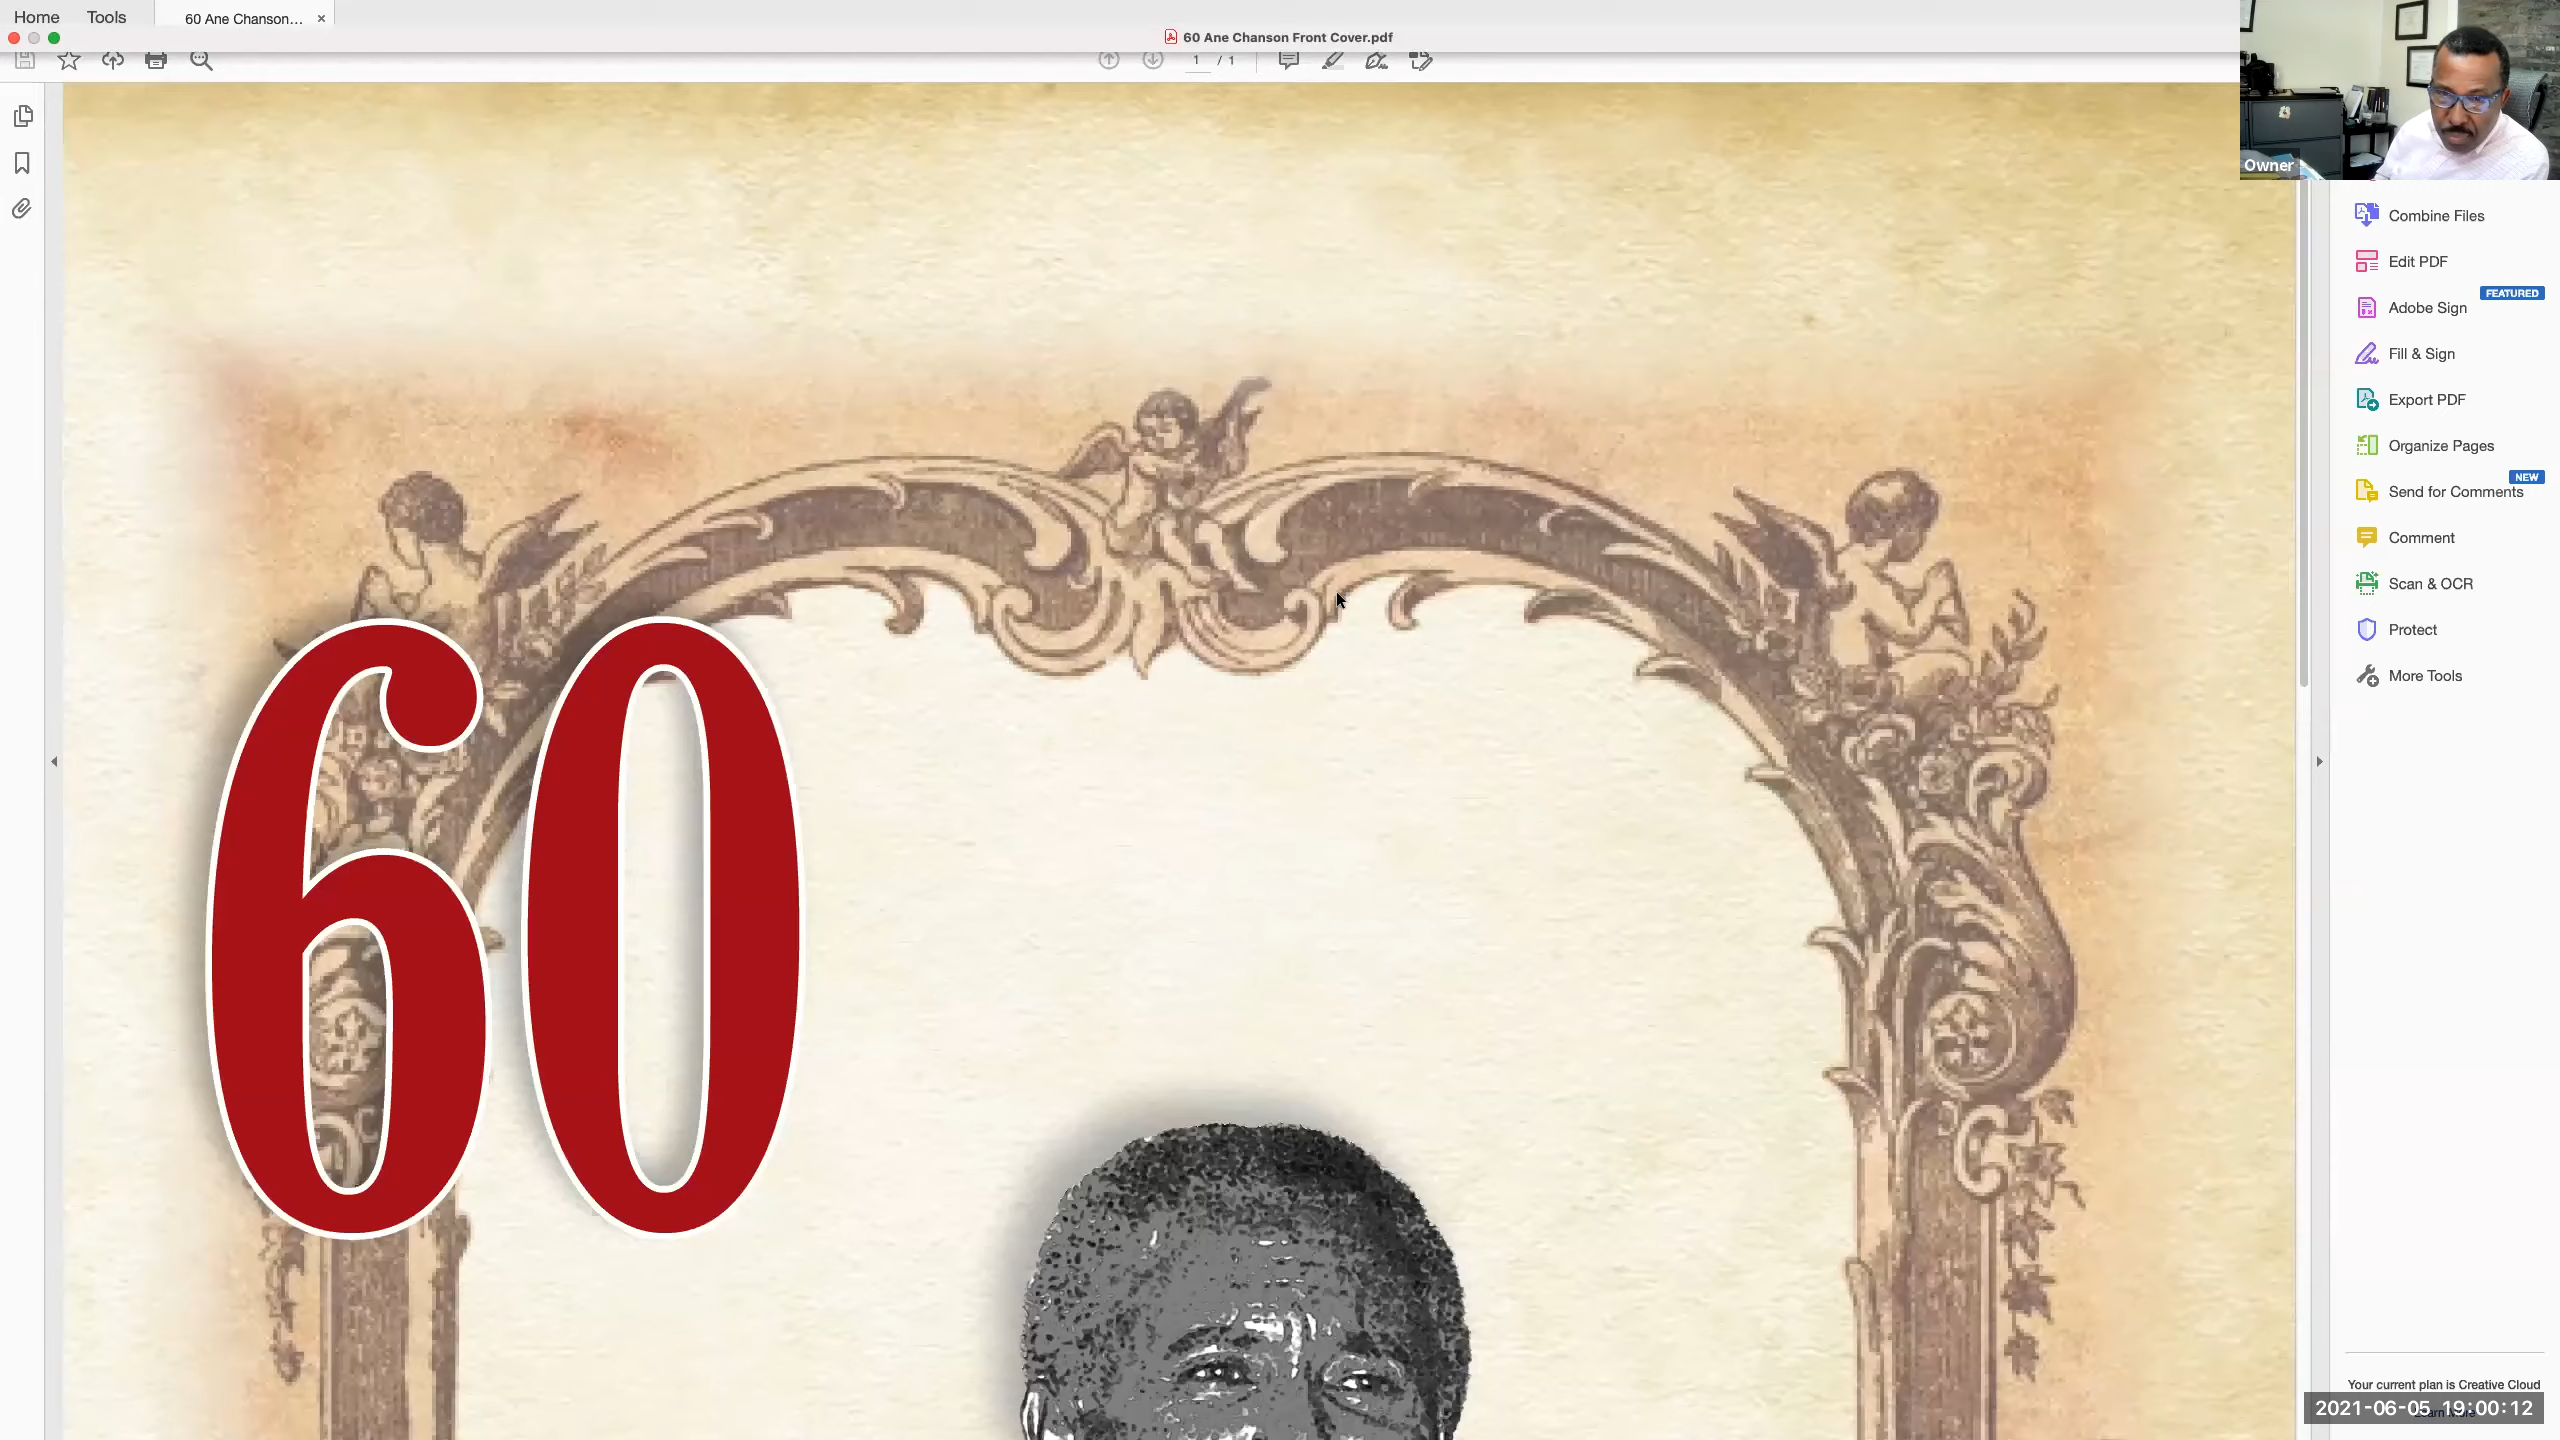 Home Tools 60 Ane Chanson... ×
60 Ane Chanson Front Cover.pdf
1 / 1
Owner
Combine Files
Edit PDF
FEATURED
Adobe Sign
Fill & Sign
Export PDF
Organize Pages
NEW
Send for Comments
Comment
Scan & OCR
Protect
More Tools
60
Your current plan is Creative Cloud
2021-06-05 19:00:12